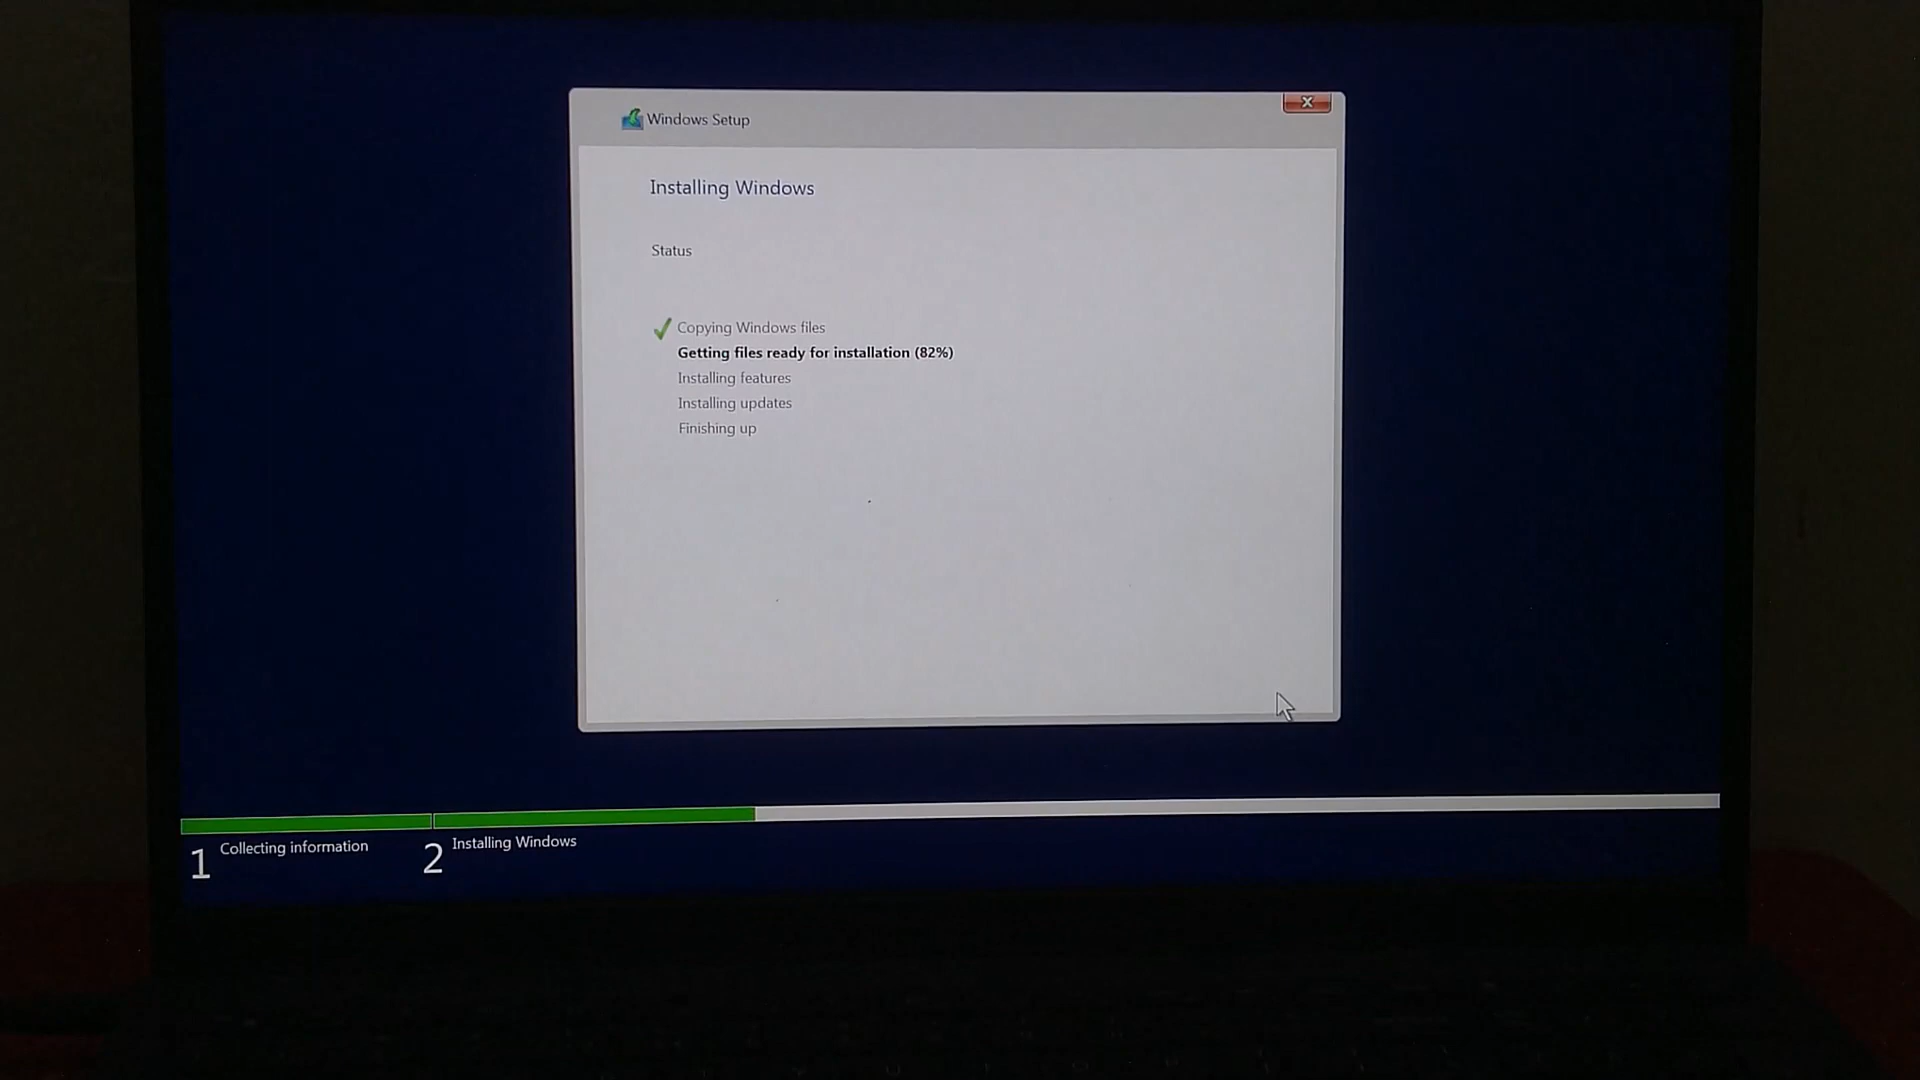 Windows Setup
Installing Windows
Status
Copying Windows files
Getting files ready for installation (82%)
Installing features
Installing updates
Finishing up
1 Collecting information
2 Installing Windows